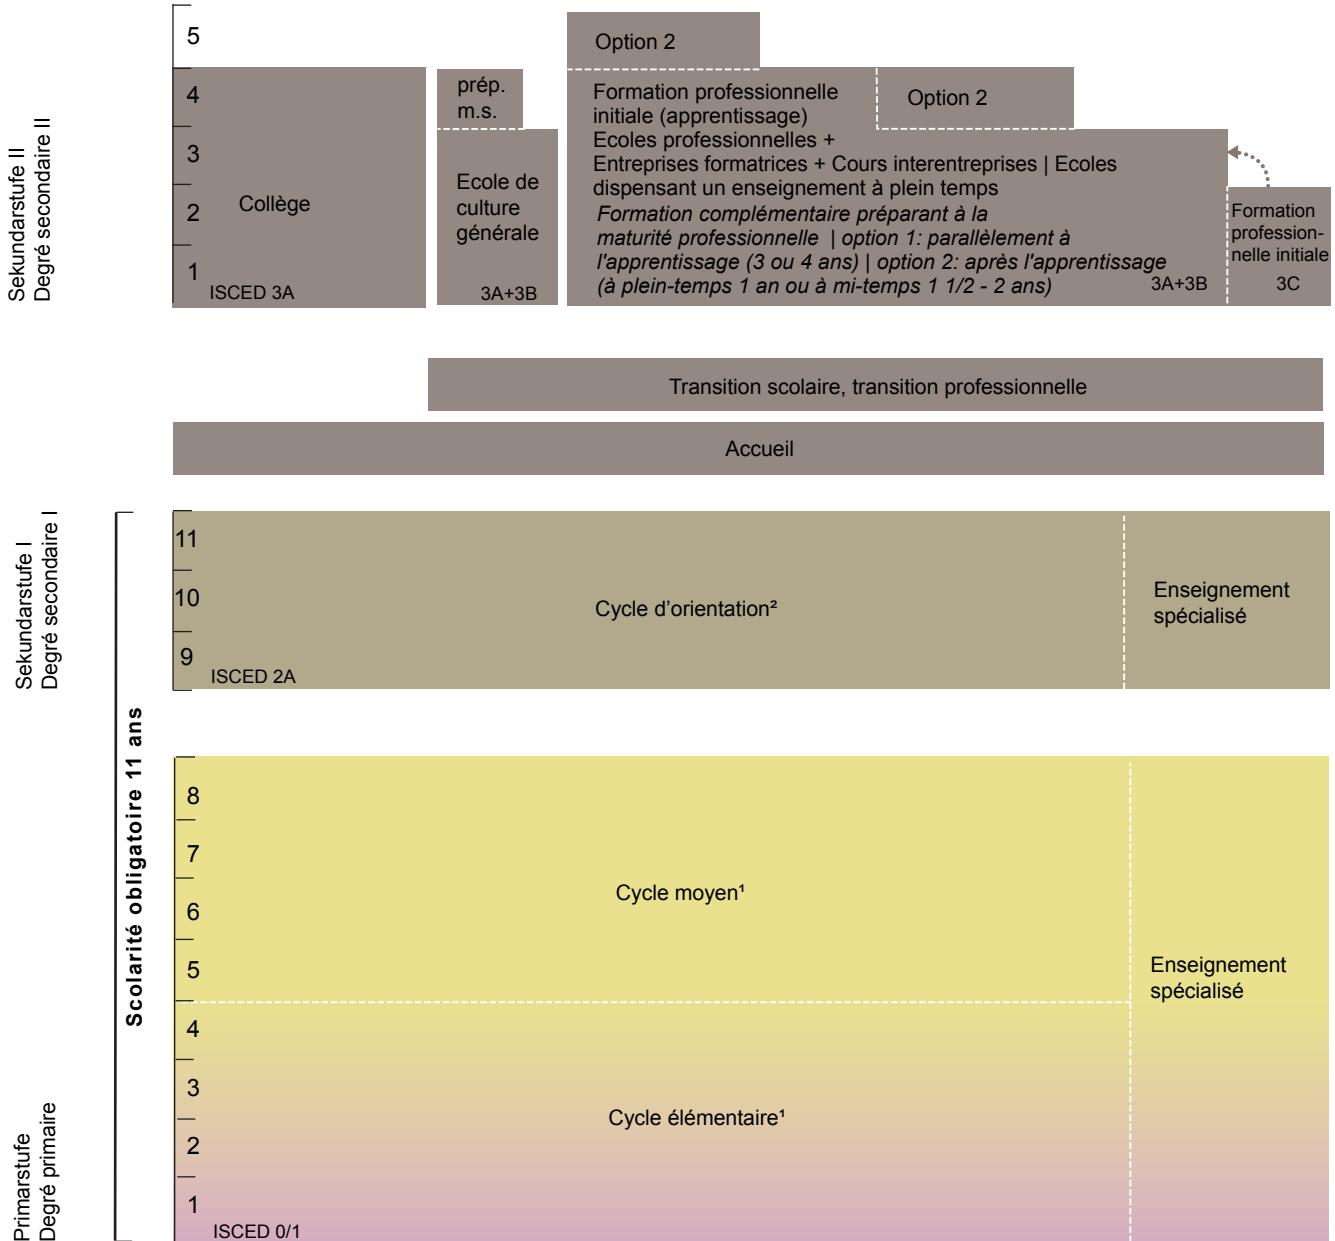 Sekundarstufe II
Degré secondaire II
5
4
3
2
1
Collège
ISCED 3A
prép.
m.s.
Ecole de
culture
générale
3A+3B
Option 2
Formation professionnelle
initiale (apprentissage)
Ecoles professionnelles +
Entreprises formatrices + Cours interentreprises | Ecoles
dispensant un enseignement à plein temps
Formation complémentaire préparant à la
maturité professionnelle | option 1: parallèlement à
l'apprentissage (3 ou 4 ans) | option 2: après l'apprentissage
(à plein-temps 1 an ou à mi-temps 1 1/2 - 2 ans)
3A+3B
Option 2
Formation
profession-
nelle initiale
3C
Transition scolaire, transition professionnelle
Accueil
Sekundarstufe I
Degré secondaire I
Scolarité obligatoire 11 ans
11
10
9
ISCED 2A
Cycle d’orientation²
Enseignement
spécialisé
Primarstufe
Degré primaire
8
7
6
5
4
3
2
1
ISCED 0/1
Cycle moyen¹
Cycle élémentaire¹
Enseignement
spécialisé